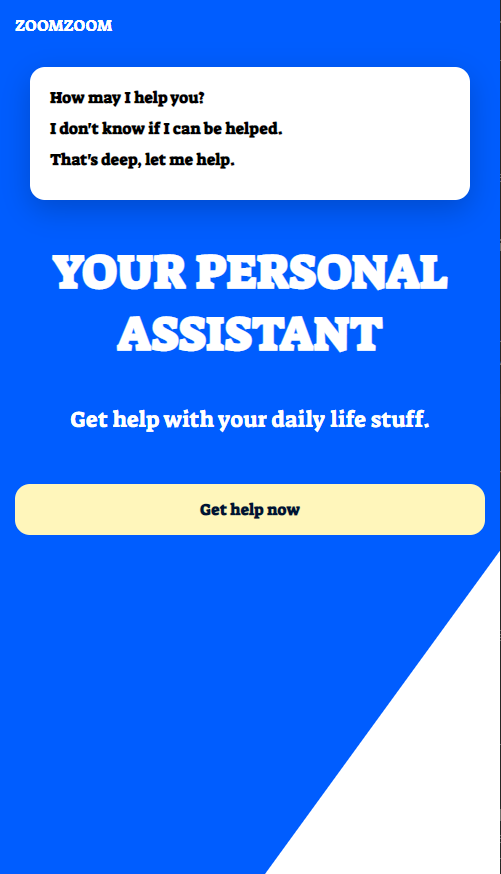 ZOOMZOOM
How may I help you?
I don't know if I can be helped.
That's deep, let me help.
YOUR PERSONAL
ASSISTANT
Get help with your daily life stuff.
Get help now